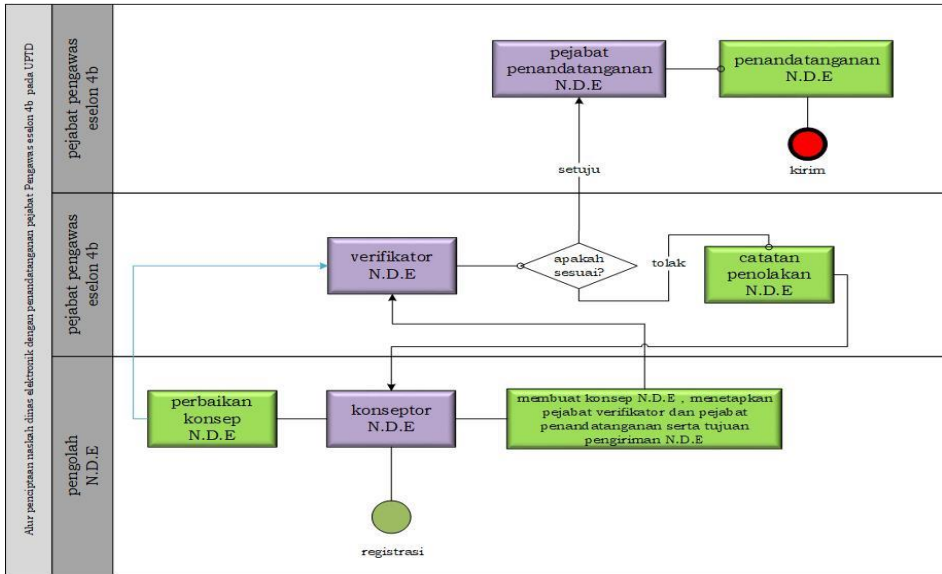 Alur penciptaan naskah dinas elektronik dengan penandatanganan pejabat Pengawas eselon 4b pada UPTD
pejabat pengawas
eselon 4b
pejabat
penandatanganan
N.D.E
penandatanganan
N.D.E
kirim
setuju
pejabat pengawas
eselon 4b
verifikator
N.D.E
apakah
sesuai?
tolak
catatan
penolakan
N.D.E
pengolah
N.D.E
perbaikan
konsep
N.D.E
konseptor
N.D.E
membuat konsep N.D.E , menetapkan
pejabat verifikator dan pejabat
penandatanganan serta tujuan
pengiriman N.D.E
registrasi